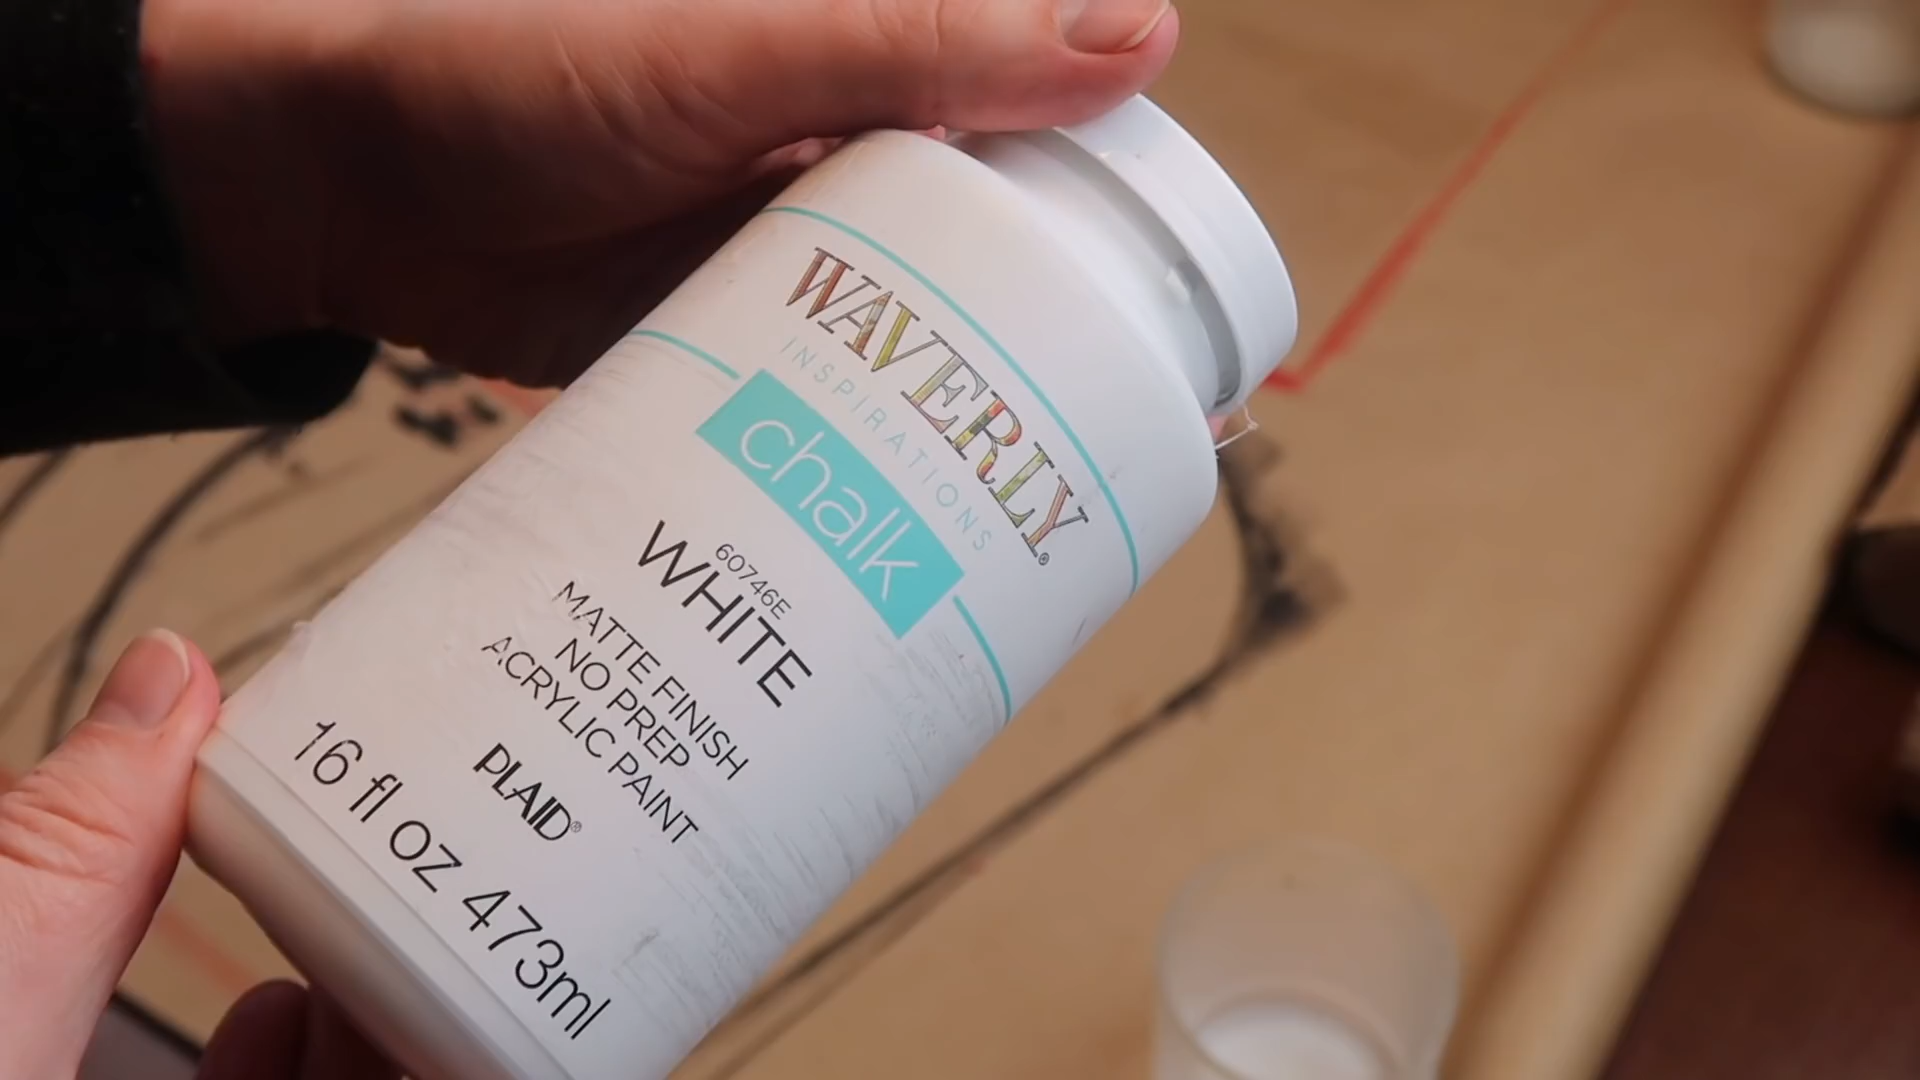 WAVERLY®
INSPIRATIONS
chalk
60746E
WHITE
MATTE FINISH
NO PREP
ACRYLIC PAINT
PLAID®
16 fl oz 473ml